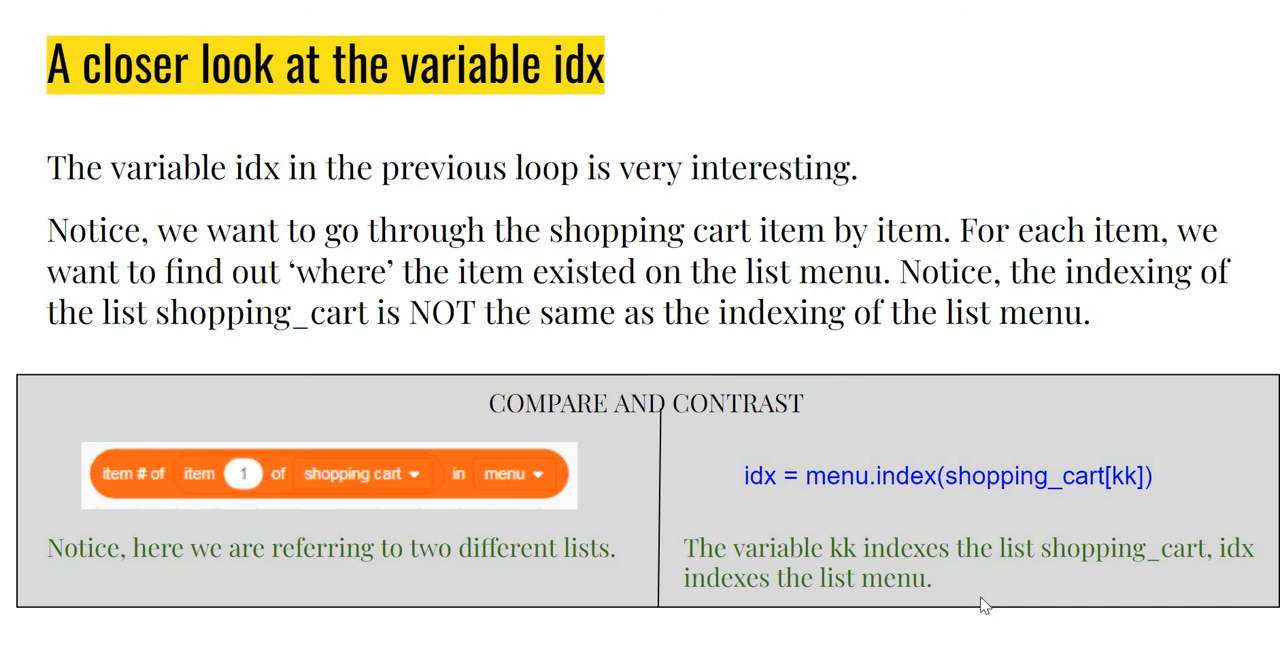 A closer look at the variable idx
The variable idx in the previous loop is very interesting.
Notice, we want to go through the shopping cart item by item. For each item, we
want to find out ‘where’ the item existed on the list menu. Notice, the indexing of
the list shopping_cart is NOT the same as the indexing of the list menu.
COMPARE AND CONTRAST
item # of item 1 of shopping cart in menu
Notice, here we are referring to two different lists.
idx = menu.index(shopping_cart[kk])
The variable kk indexes the list shopping_cart, idx
indexes the list menu.